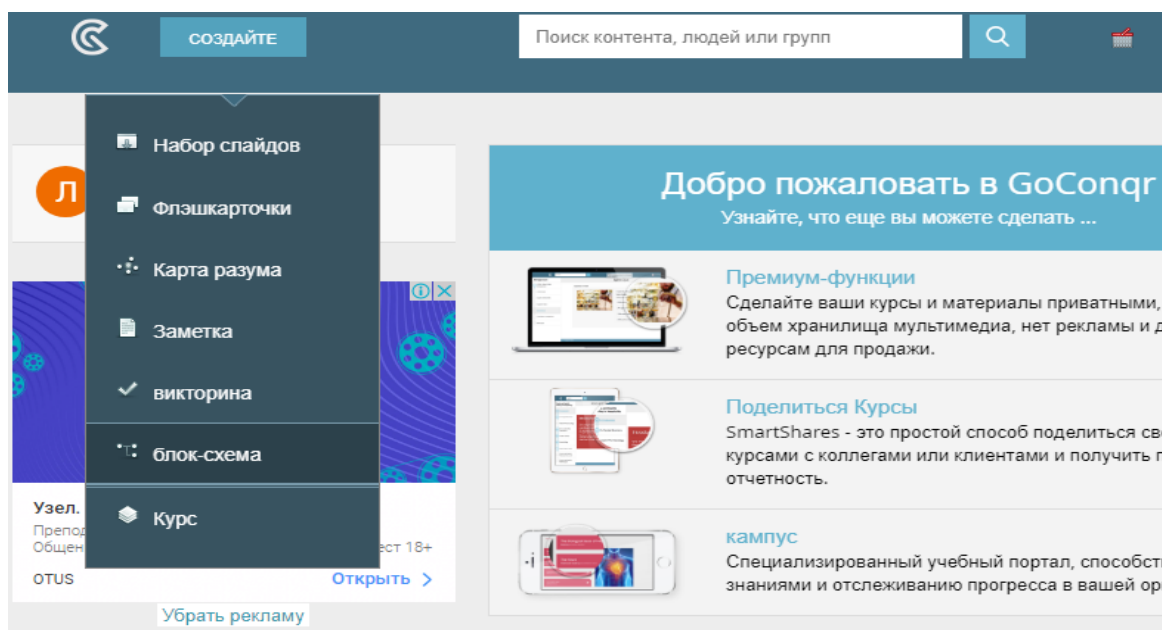 СОЗДАЙТЕ
Поиск контента, людей или групп
Набор слайдов
Флэшкарточки
Карта разума
Заметка
викторина
блок-схема
Курс
Л
Узел.
Препод
Общен
ест 18+
OTUS
Открыть >
Убрать рекламу
Добро пожаловать в GoConqr
Узнайте, что еще вы можете сделать ...
Премиум-функции
Сделайте ваши курсы и материалы приватными,
объем хранилища мультимедиа, нет рекламы и д
ресурсам для продажи.
Поделиться Курсы
SmartShares - это простой способ поделиться св
курсами с коллегами или клиентами и получить
отчетность.
кампус
Специализированный учебный портал, способст
знаниями и отслеживанию прогресса в вашей ор